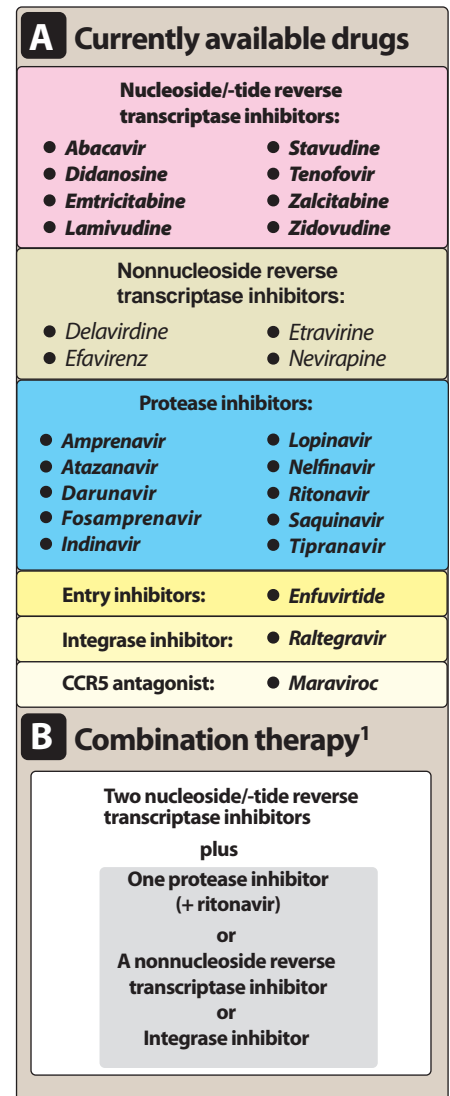 A Currently available drugs
Nucleoside/-tide reverse
transcriptase inhibitors:
● Abacavir
● Didanosine
● Emtricitabine
● Lamivudine
● Stavudine
● Tenofovir
● Zalcitabine
● Zidovudine
Nonnucleoside reverse
transcriptase inhibitors:
● Delavirdine
● Efavirenz
● Etravirine
● Nevirapine
Protease inhibitors:
● Amprenavir
● Atazanavir
● Darunavir
● Fosamprenavir
● Indinavir
● Lopinavir
● Nelfinavir
● Ritonavir
● Saquinavir
● Tipranavir
Entry inhibitors: ● Enfuvirtide
Integrase inhibitor: ● Raltegravir
CCR5 antagonist: ● Maraviroc
B Combination therapy¹
Two nucleoside/-tide reverse
transcriptase inhibitors
plus
One protease inhibitor
(+ ritonavir)
or
A nonnucleoside reverse
transcriptase inhibitor
or
Integrase inhibitor